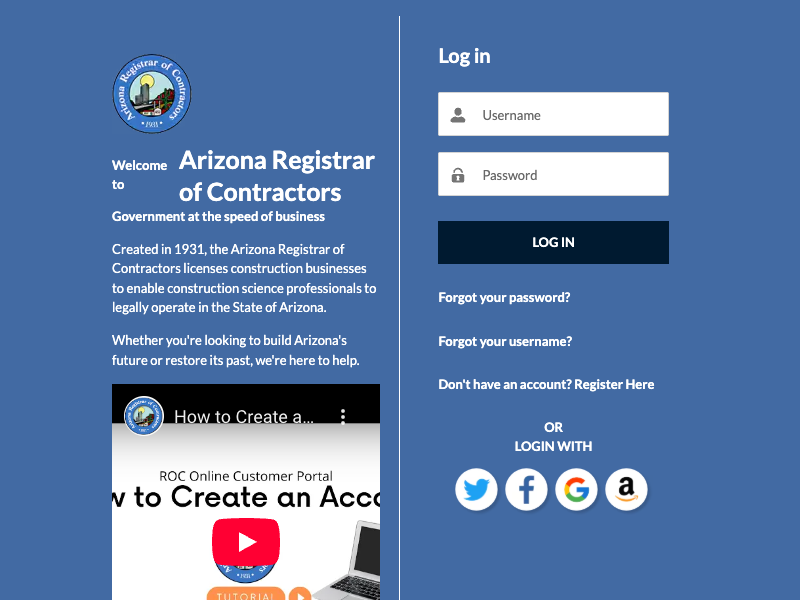 Arizona Registrar of Contractors
• 1931 •
Welcome
to
Arizona Registrar
of Contractors
Government at the speed of business
Created in 1931, the Arizona Registrar of
Contractors licenses construction businesses
to enable construction science professionals to
legally operate in the State of Arizona.
Whether you're looking to build Arizona's
future or restore its past, we're here to help.
How to Create a...
ROC Online Customer Portal
w to Create an Acco
TUTORIAL
Log in
Username
Password
LOG IN
Forgot your password?
Forgot your username?
Don't have an account? Register Here
OR
LOGIN WITH